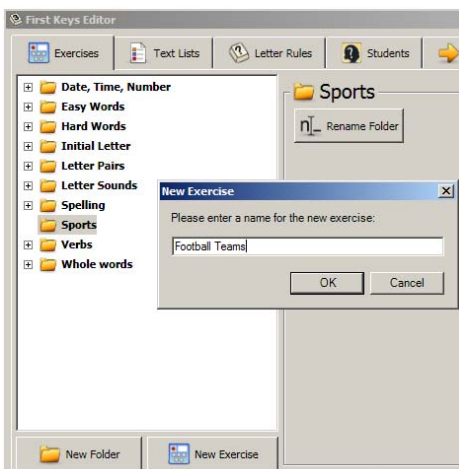 First Keys Editor
Exercises Text Lists Letter Rules Students
Date, Time, Number
Easy Words
Hard Words
Initial Letter
Letter Pairs
Letter Sounds
Spelling
Sports
Verbs
Whole words
Sports
n Rename Folder
New Exercise
Please enter a name for the new exercise:
Football Teams
OK Cancel
New Folder New Exercise